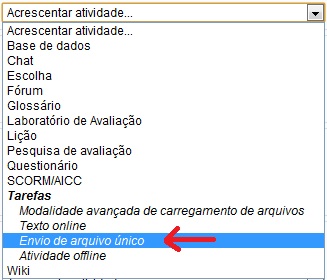 Acrescentar atividade...
Acrescentar atividade...
Base de dados
Chat
Escolha
Fórum
Glossário
Laboratório de Avaliação
Lição
Pesquisa de avaliação
Questionário
SCORM/AICC
Tarefas
Modalidade avançada de carregamento de arquivos
Texto online
Envio de arquivo único
Atividade offline
Wiki